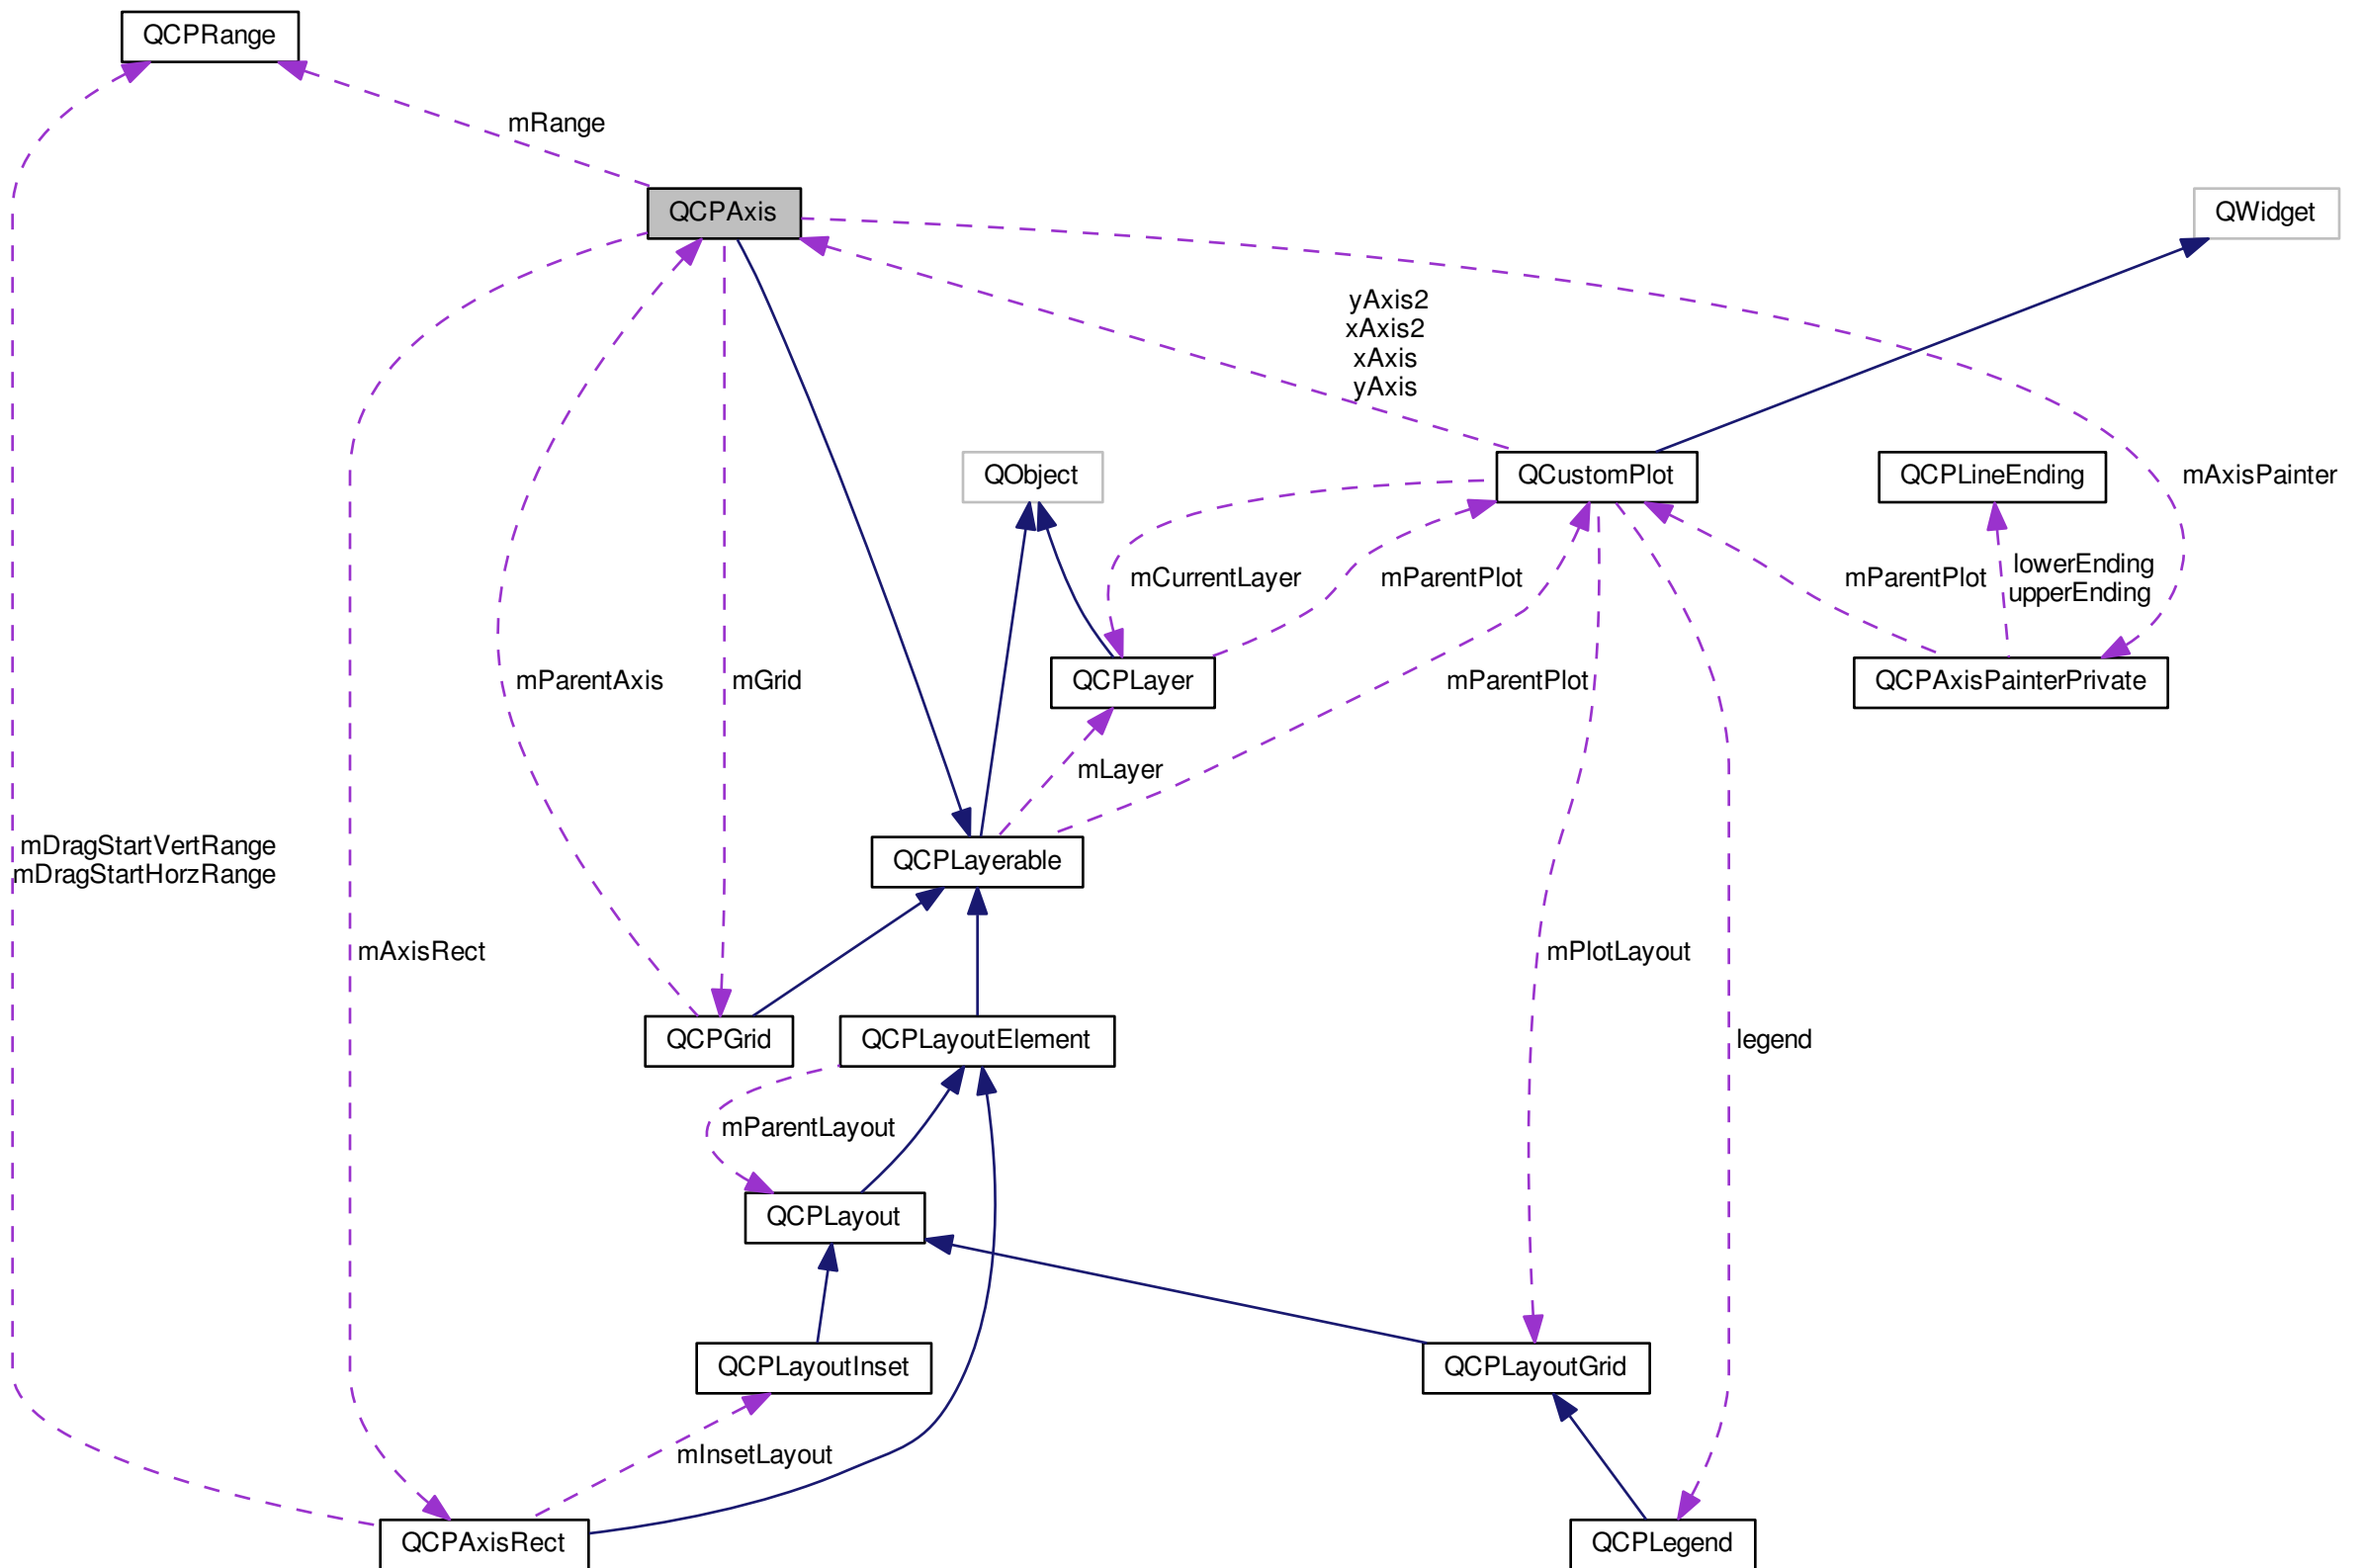 QCPRange
mRange
QCPAxis
QWidget
yAxis2
xAxis2
xAxis
yAxis
QObject
QCustomPlot
QCPLineEnding
mAxisPainter
mCurrentLayer
mParentPlot
mParentPlot
lowerEnding
upperEnding
mParentAxis
mGrid
QCPLayer
mParentPlot
QCPAxisPainterPrivate
mLayer
mDragStartVertRange
mDragStartHorzRange
QCPLayerable
mAxisRect
mPlotLayout
QCPGrid
QCPLayoutElement
legend
mParentLayout
QCPLayout
QCPLayoutInset
QCPLayoutGrid
mInsetLayout
QCPAxisRect
QCPLegend